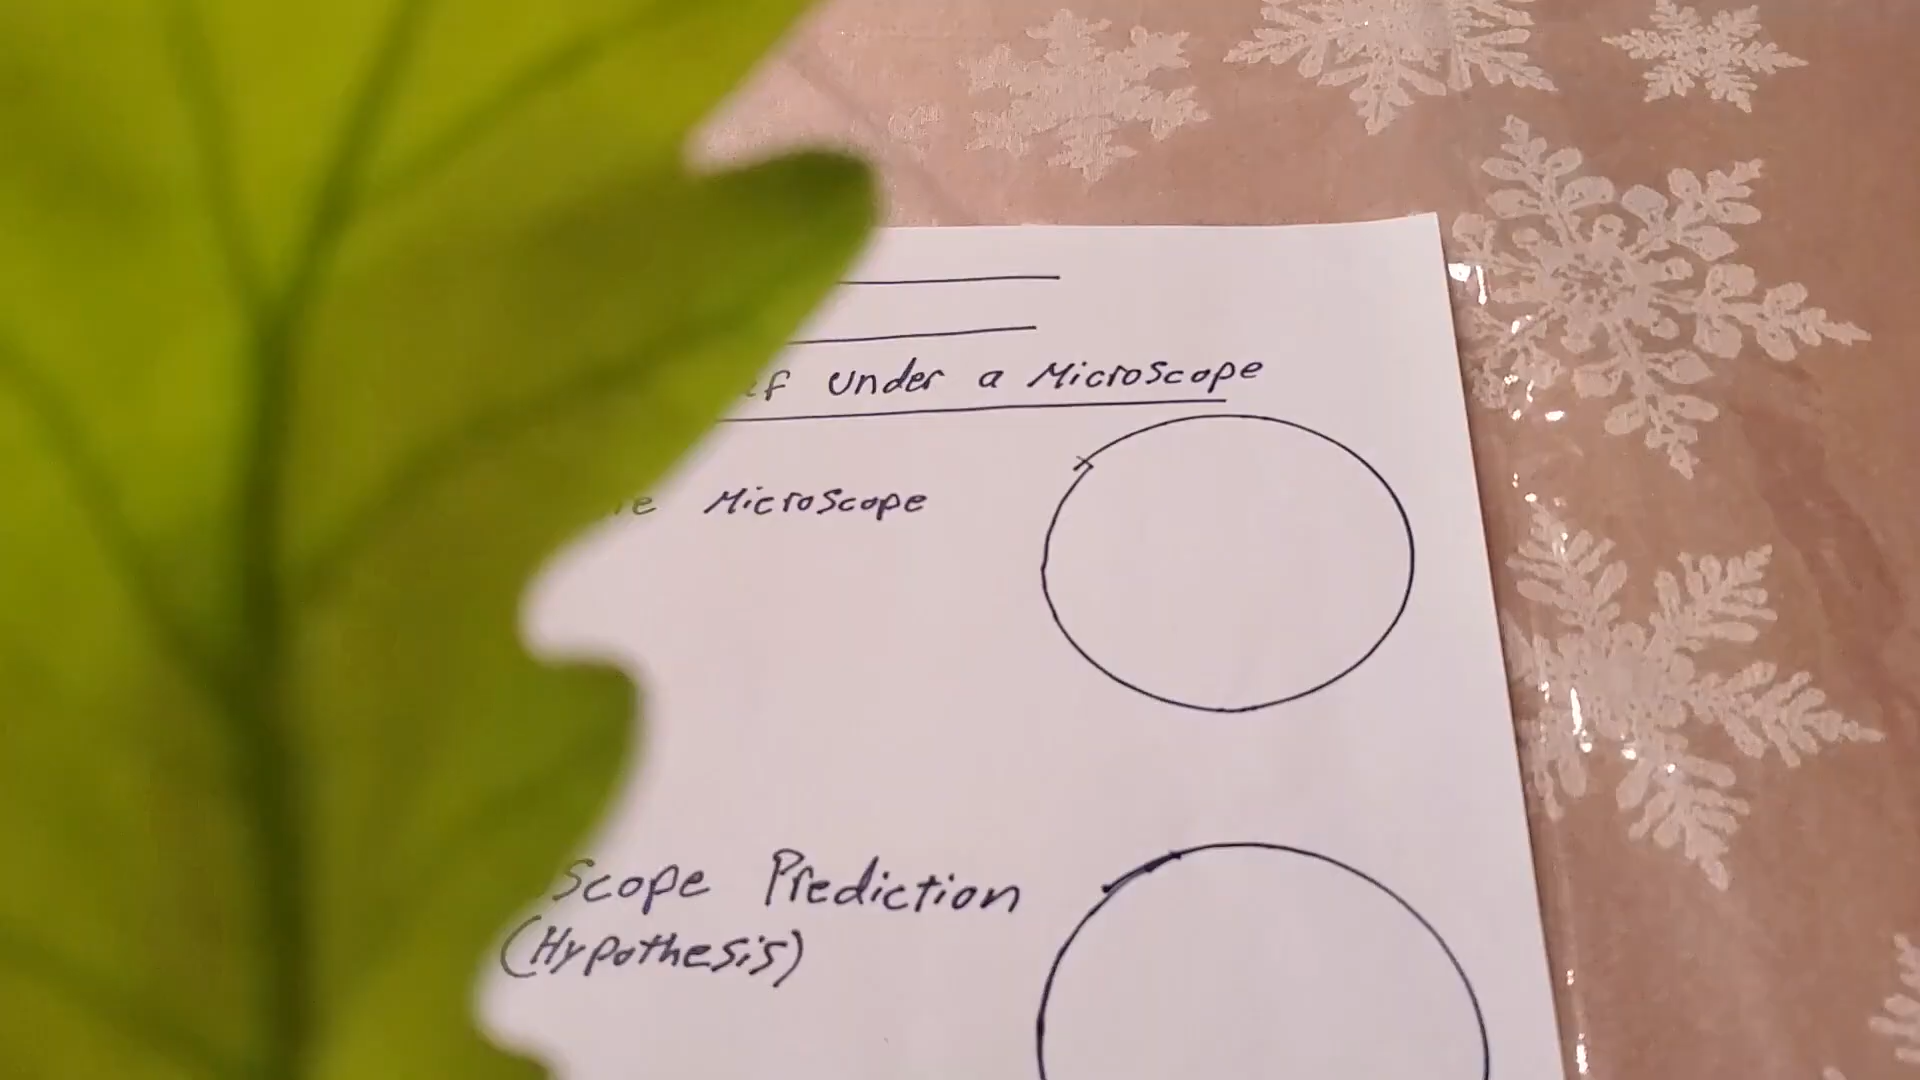 under a Microscope
Microscope
Scope Prediction
(Hypothesis)